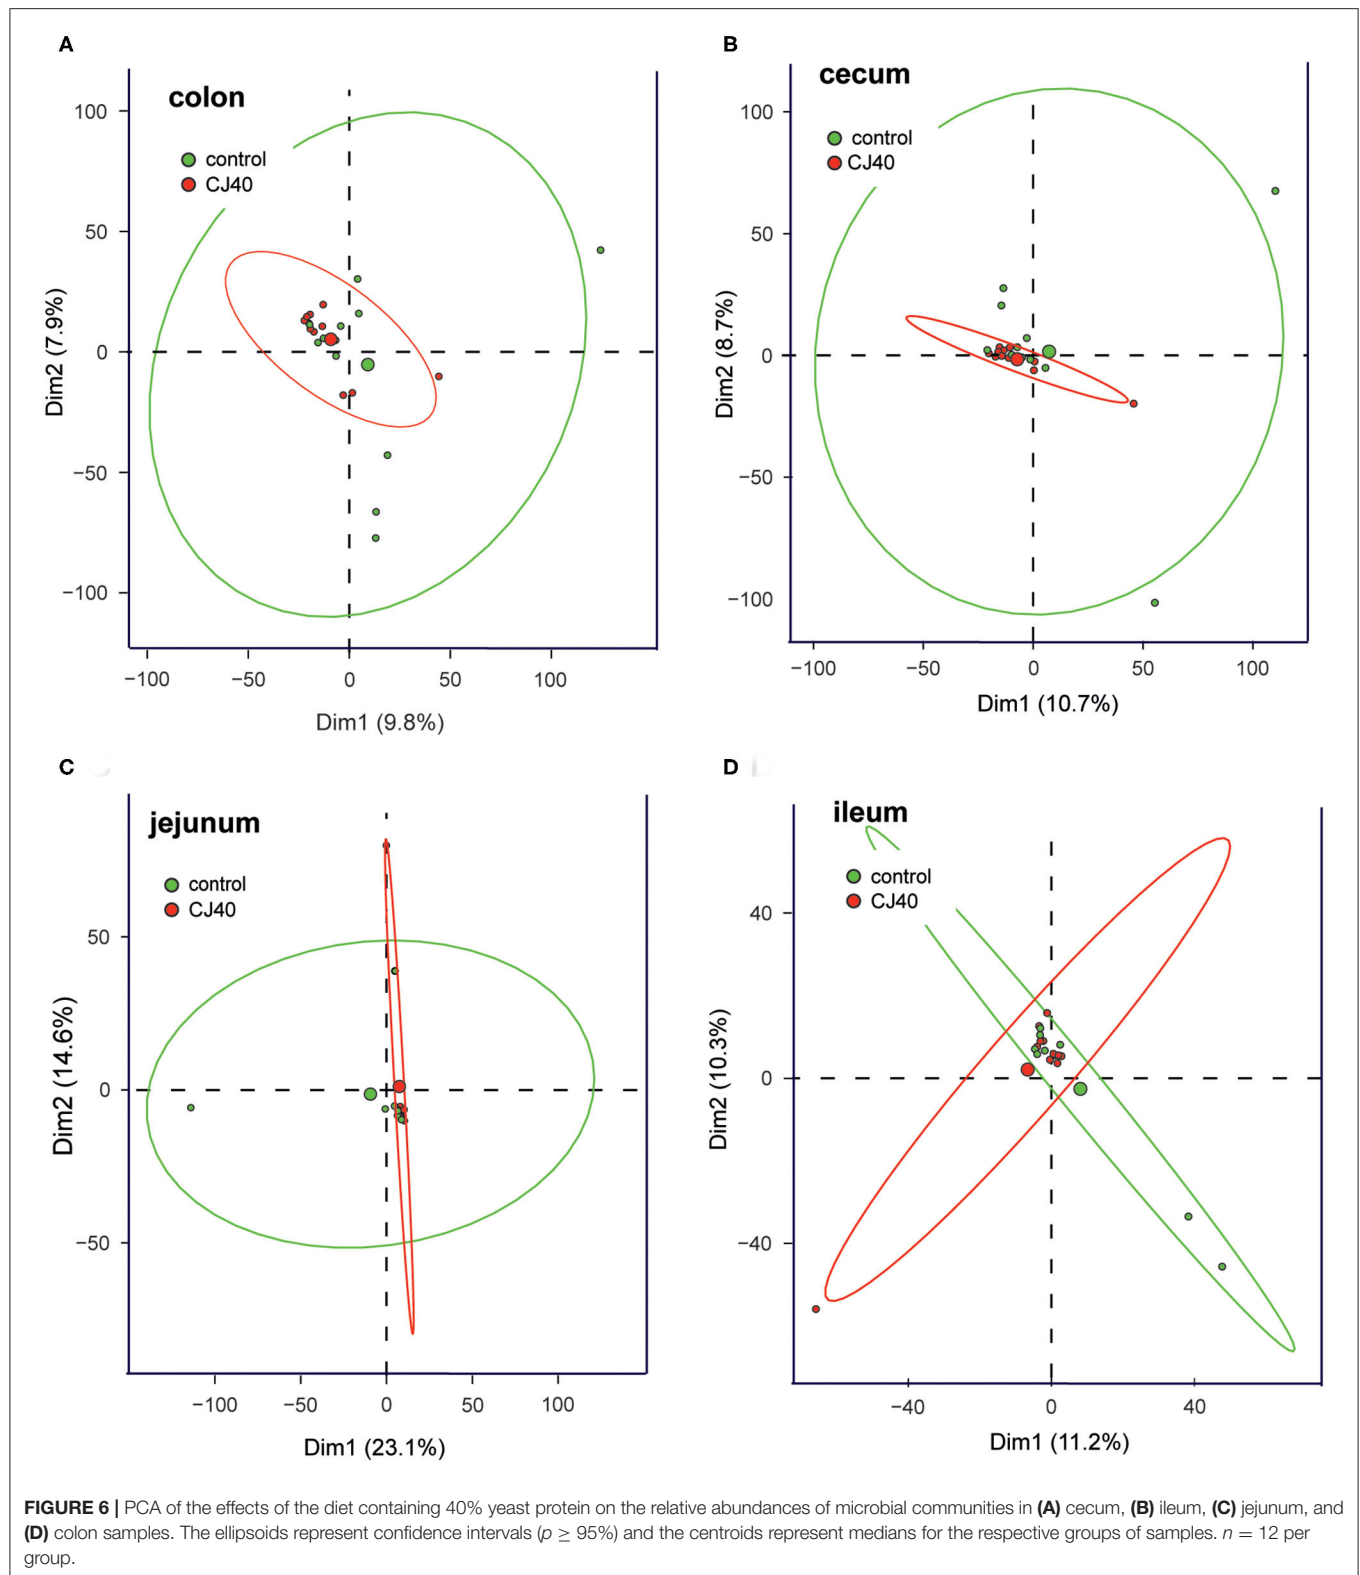 A
colon
control
CJ40
100
50
0
−50
−100
Dim2 (7.9%)
−100
−50
0
50
100
Dim1 (9.8%)
B
cecum
control
CJ40
100
50
0
−50
−100
Dim2 (8.7%)
−100
−50
0
50
100
Dim1 (10.7%)
C
jejunum
control
CJ40
50
0
−50
Dim2 (14.6%)
−100
−50
0
50
100
Dim1 (23.1%)
D
ileum
control
CJ40
40
0
−40
Dim2 (10.3%)
−40
0
40
Dim1 (11.2%)
FIGURE 6 | PCA of the effects of the diet containing 40% yeast protein on the relative abundances of microbial communities in (A) cecum, (B) ileum, (C) jejunum, and
(D) colon samples. The ellipsoids represent confidence intervals (p ≥ 95%) and the centroids represent medians for the respective groups of samples. n = 12 per
group.